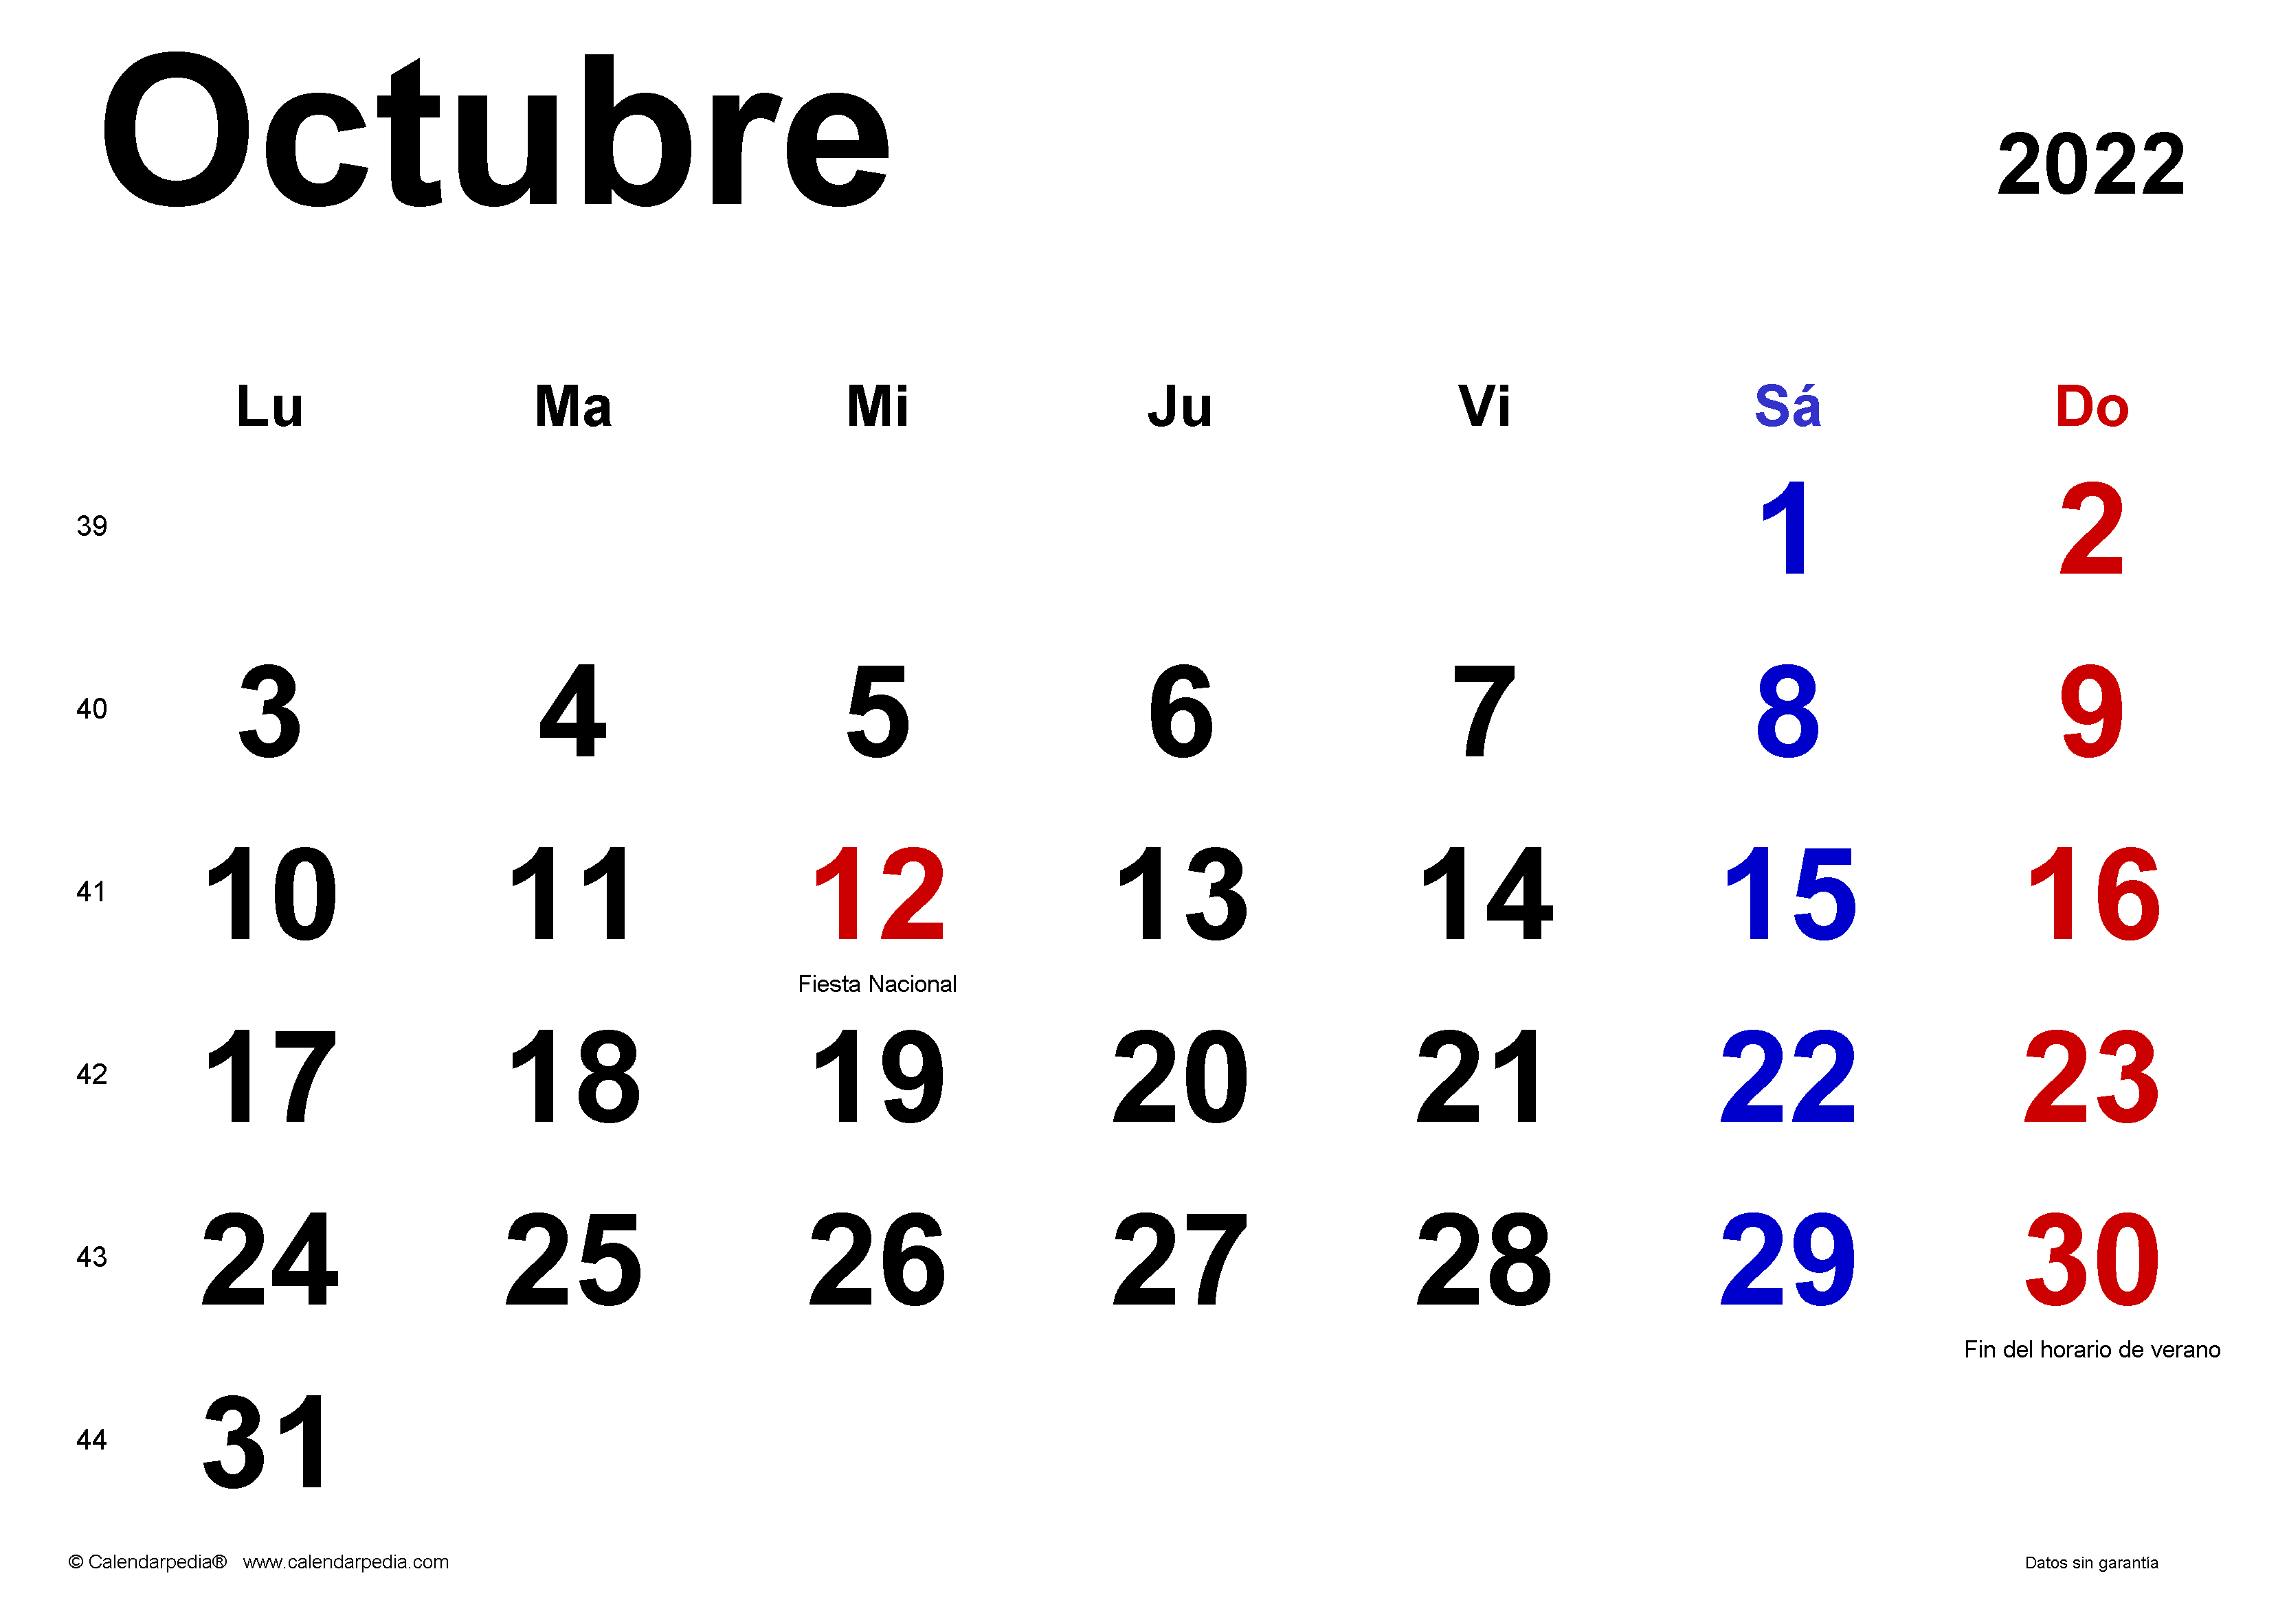 Octubre 2022
Lu Ma Mi Ju Vi Sá Do
39 1 2
40 3 4 5 6 7 8 9
41 10 11 12 13 14 15 16
Fiesta Nacional
42 17 18 19 20 21 22 23
43 24 25 26 27 28 29 30
Fin del horario de verano
44 31
© Calendarpedia® www.calendarpedia.com Datos sin garantía